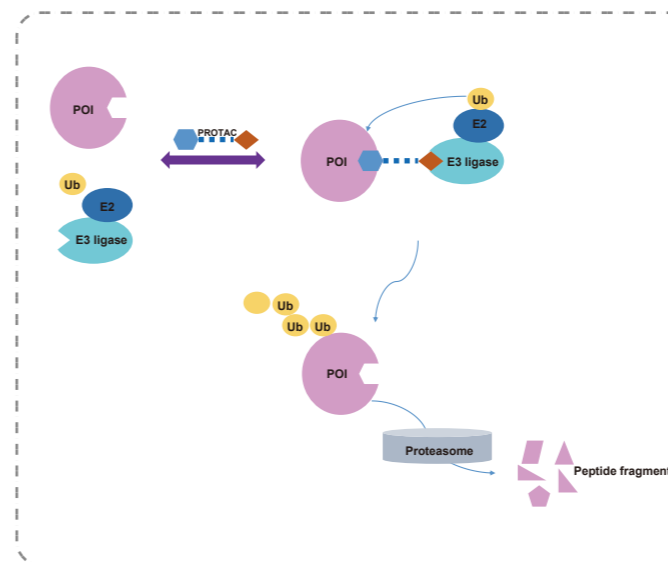 POI
PROTAC
Ub
E2
E3 ligase
POI
Ub
E2
E3 ligase
Ub
Ub
Ub
POI
Proteasome
Peptide fragment